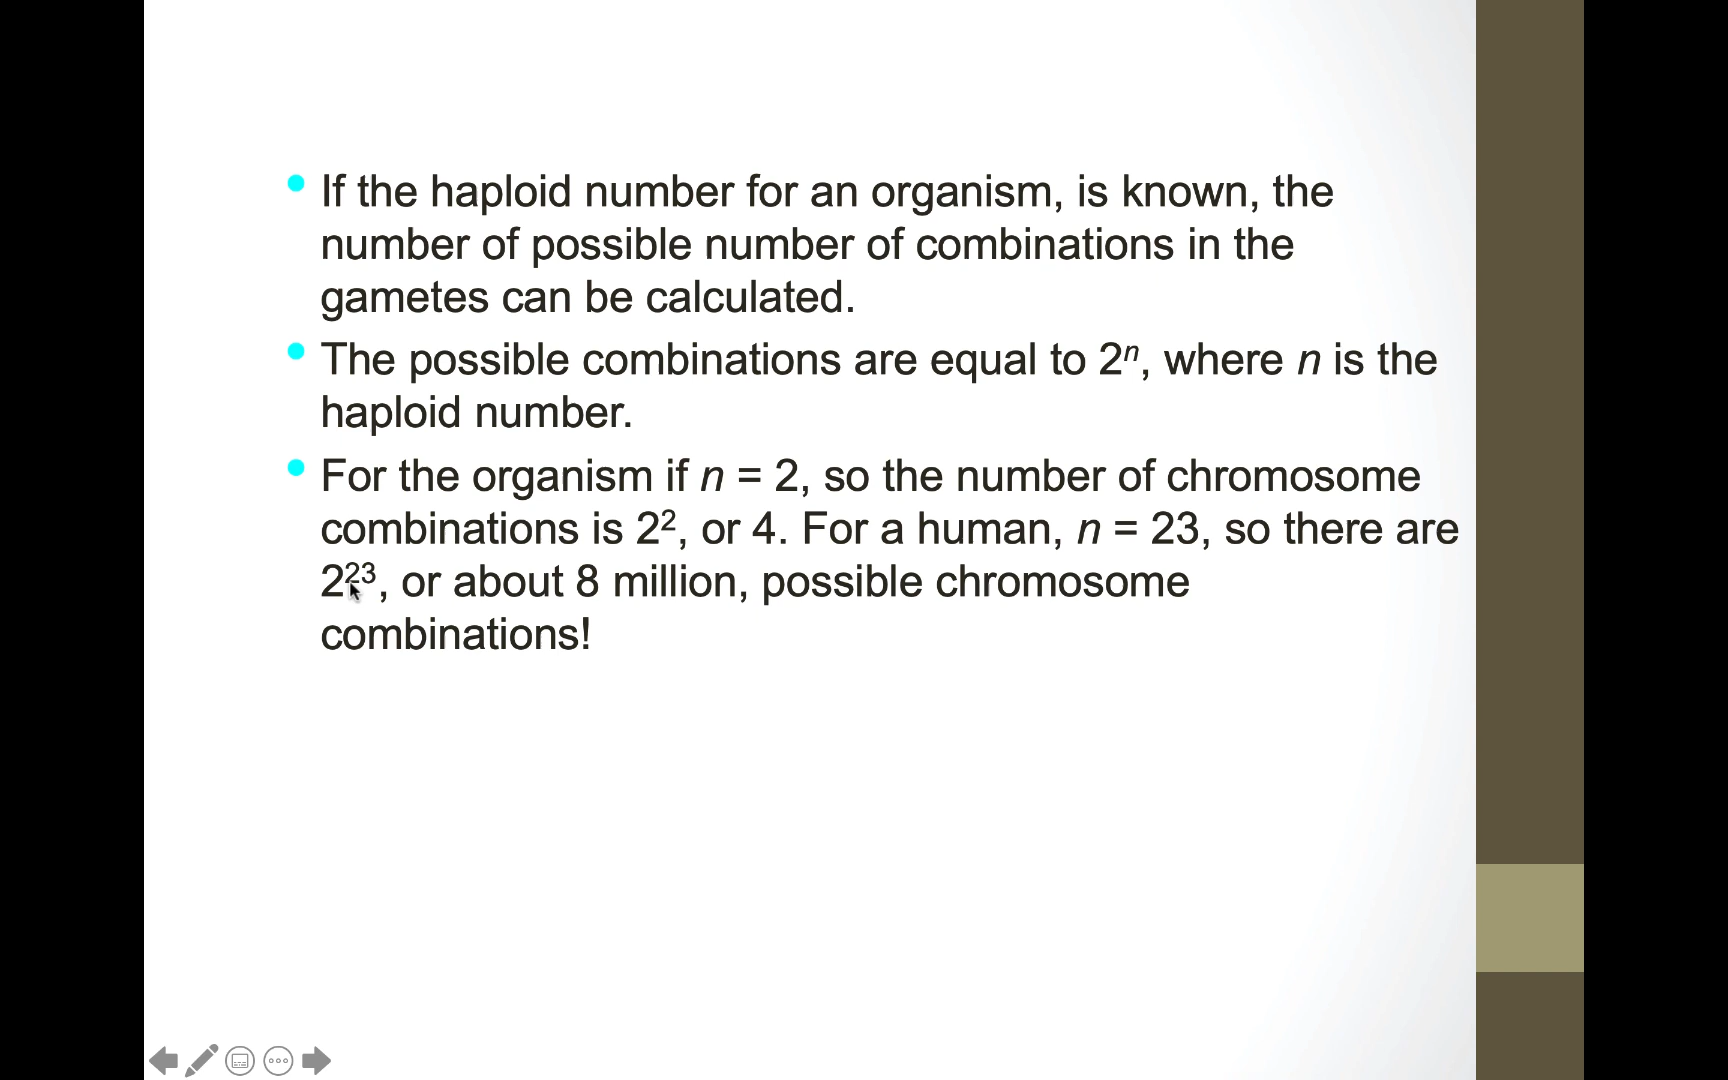 • If the haploid number for an organism, is known, the
number of possible number of combinations in the
gametes can be calculated.
• The possible combinations are equal to 2ⁿ, where n is the
haploid number.
• For the organism if n = 2, so the number of chromosome
combinations is 2², or 4. For a human, n = 23, so there are
2²³, or about 8 million, possible chromosome
combinations!